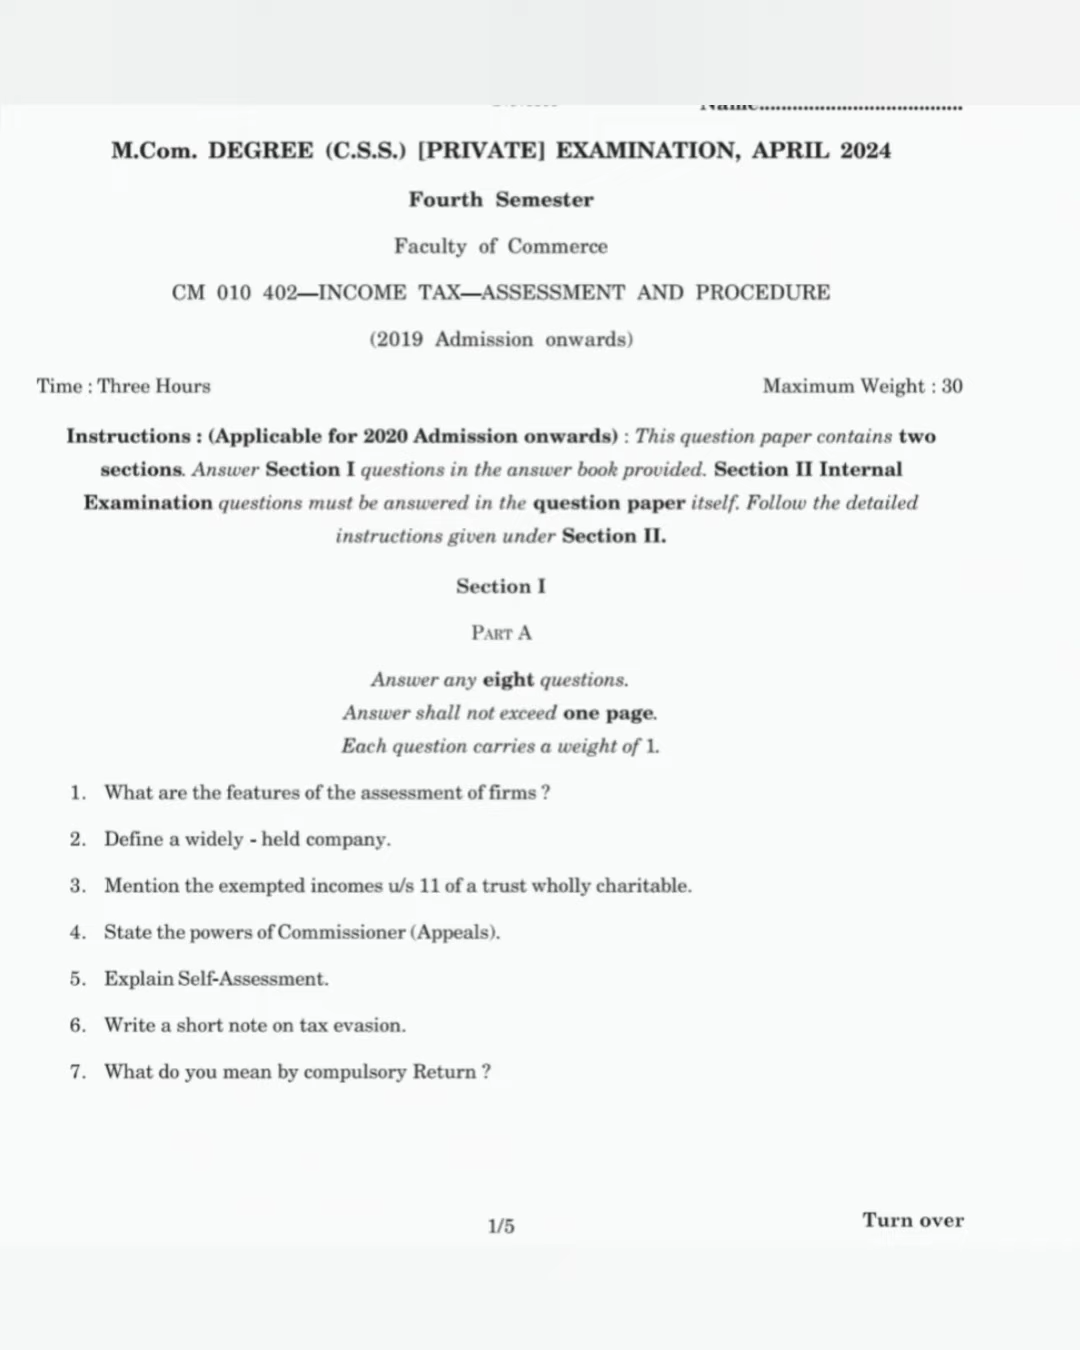 M.Com. DEGREE (C.S.S.) [PRIVATE] EXAMINATION, APRIL 2024
Fourth Semester
Faculty of Commerce
CM 010 402—INCOME TAX—ASSESSMENT AND PROCEDURE
(2019 Admission onwards)
Time : Three Hours Maximum Weight : 30
Instructions : (Applicable for 2020 Admission onwards) : This question paper contains two
sections. Answer Section I questions in the answer book provided. Section II Internal
Examination questions must be answered in the question paper itself. Follow the detailed
instructions given under Section II.
Section I
PART A
Answer any eight questions.
Answer shall not exceed one page.
Each question carries a weight of 1.
1. What are the features of the assessment of firms ?
2. Define a widely - held company.
3. Mention the exempted incomes u/s 11 of a trust wholly charitable.
4. State the powers of Commissioner (Appeals).
5. Explain Self-Assessment.
6. Write a short note on tax evasion.
7. What do you mean by compulsory Return ?
1/5 Turn over